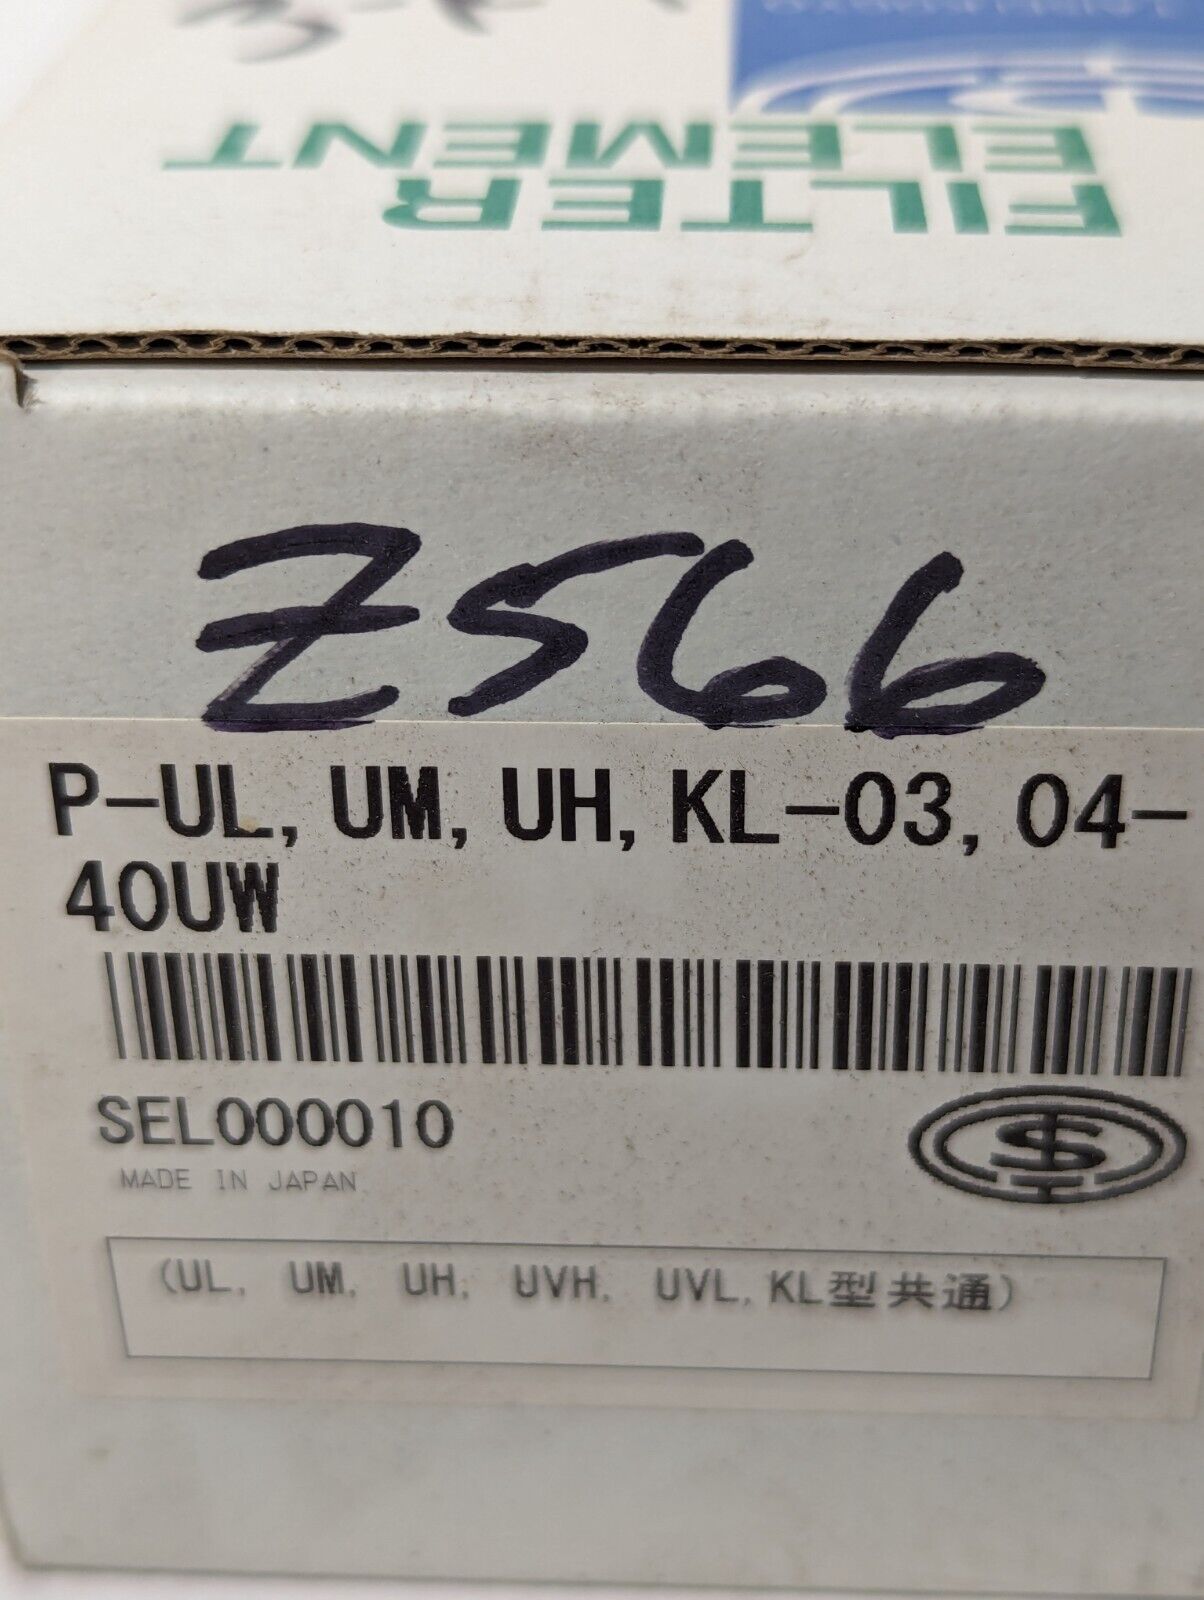 FILTER
ELEMENT
Z566
P-UL, UM, UH, KL-03, 04-
40UW
SEL000010
MADE IN JAPAN
(UL, UM, UH, UVH, UVL, KL型共通)